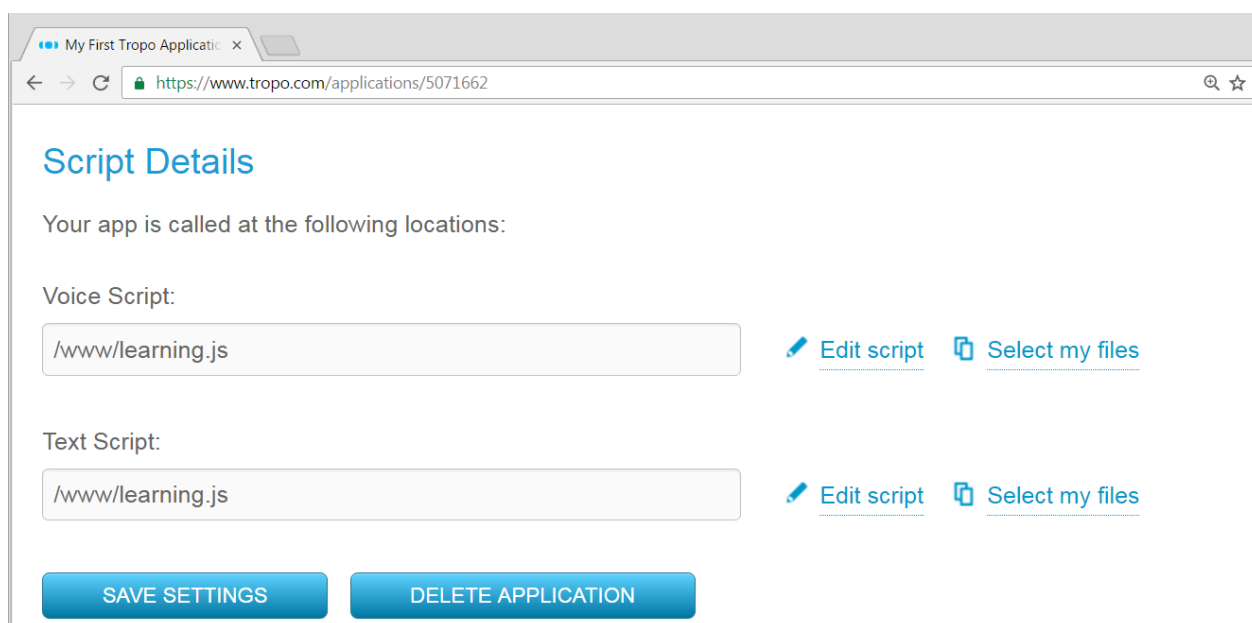 My First Tropo Applicatic
https://www.tropo.com/applications/5071662
Script Details
Your app is called at the following locations:
Voice Script:
/www/learning.js Edit script Select my files
Text Script:
/www/learning.js Edit script Select my files
SAVE SETTINGS DELETE APPLICATION